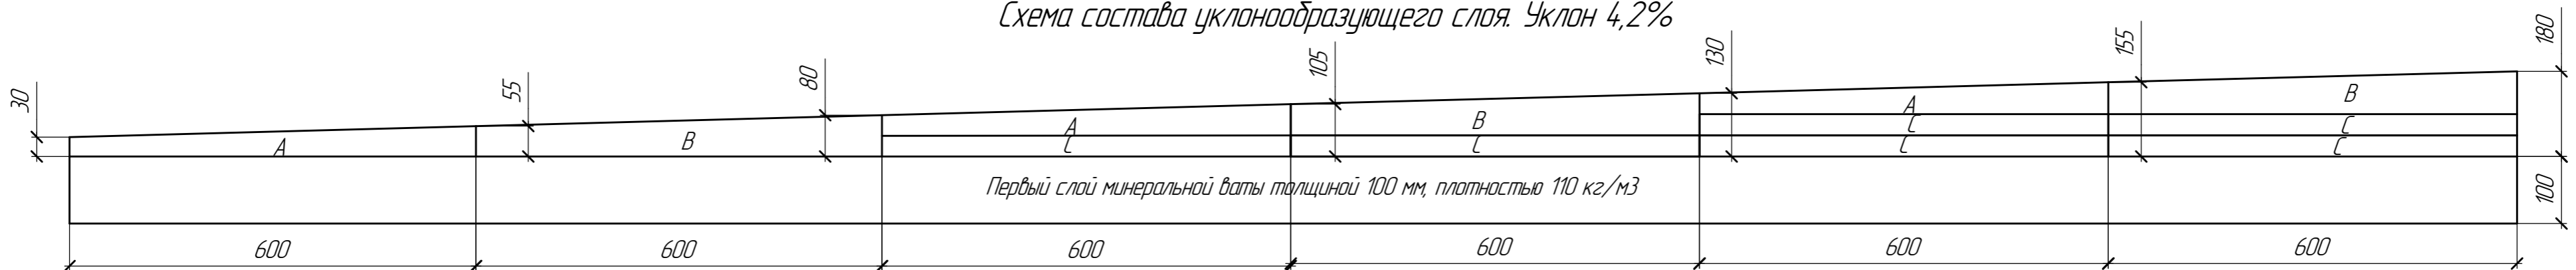 Схема состава уклонообразующего слоя. Уклон 4,2%
30
55
80
105
130
155
180
A
B
A
C
B
C
A
C
C
B
C
C
Первый слой минеральной ваты толщиной 100 мм, плотностью 110 кг/м3
100
600
600
600
600
600
600